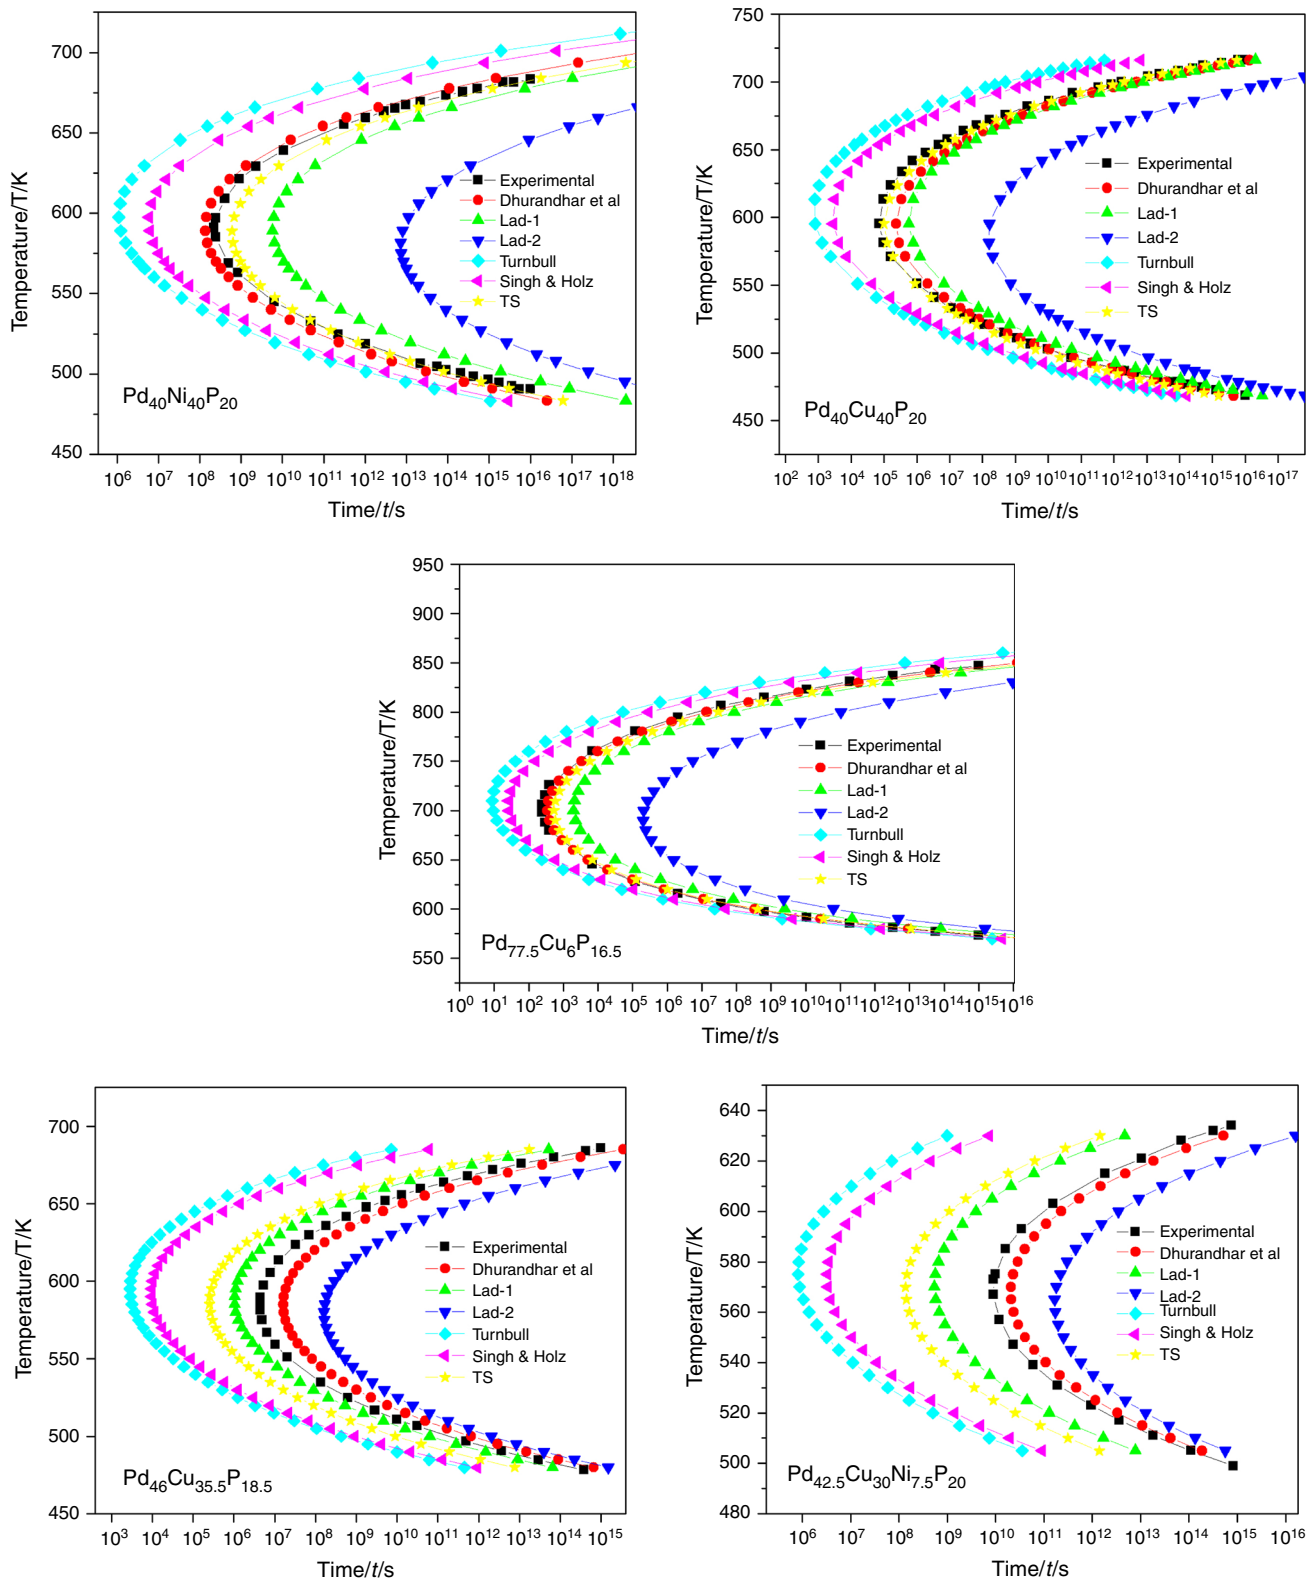 700
650
600
550
500
450
Temperature/T/K
Experimental
Dhurandhar et al
Lad-1
Lad-2
Turnbull
Singh & Holz
TS
Pd40Ni40P20
10^6 10^7 10^8 10^9 10^10 10^11 10^12 10^13 10^14 10^15 10^16 10^17 10^18
Time/t/s
750
700
650
600
550
500
450
Temperature/T/K
Experimental
Dhurandhar et al
Lad-1
Lad-2
Turnbull
Singh & Holz
TS
Pd40Cu40P20
10^2 10^3 10^4 10^5 10^6 10^7 10^8 10^9 10^10 10^11 10^12 10^13 10^14 10^15 10^16 10^17
Time/t/s
950
900
850
800
750
700
650
600
550
Temperature/T/K
Experimental
Dhurandhar et al
Lad-1
Lad-2
Turnbull
Singh & Holz
TS
Pd77.5Cu6P16.5
10^0 10^1 10^2 10^3 10^4 10^5 10^6 10^7 10^8 10^9 10^10 10^11 10^12 10^13 10^14 10^15 10^16
Time/t/s
700
650
600
550
500
450
Temperature/T/K
Experimental
Dhurandhar et al
Lad-1
Lad-2
Turnbull
Singh & Holz
TS
Pd46Cu35.5P18.5
10^3 10^4 10^5 10^6 10^7 10^8 10^9 10^10 10^11 10^12 10^13 10^14 10^15
Time/t/s
640
620
600
580
560
540
520
500
480
Temperature/T/K
Experimental
Dhurandhar et al
Lad-1
Lad-2
Turnbull
Singh & Holz
TS
Pd42.5Cu30Ni7.5P20
10^6 10^7 10^8 10^9 10^10 10^11 10^12 10^13 10^14 10^15 10^16
Time/t/s